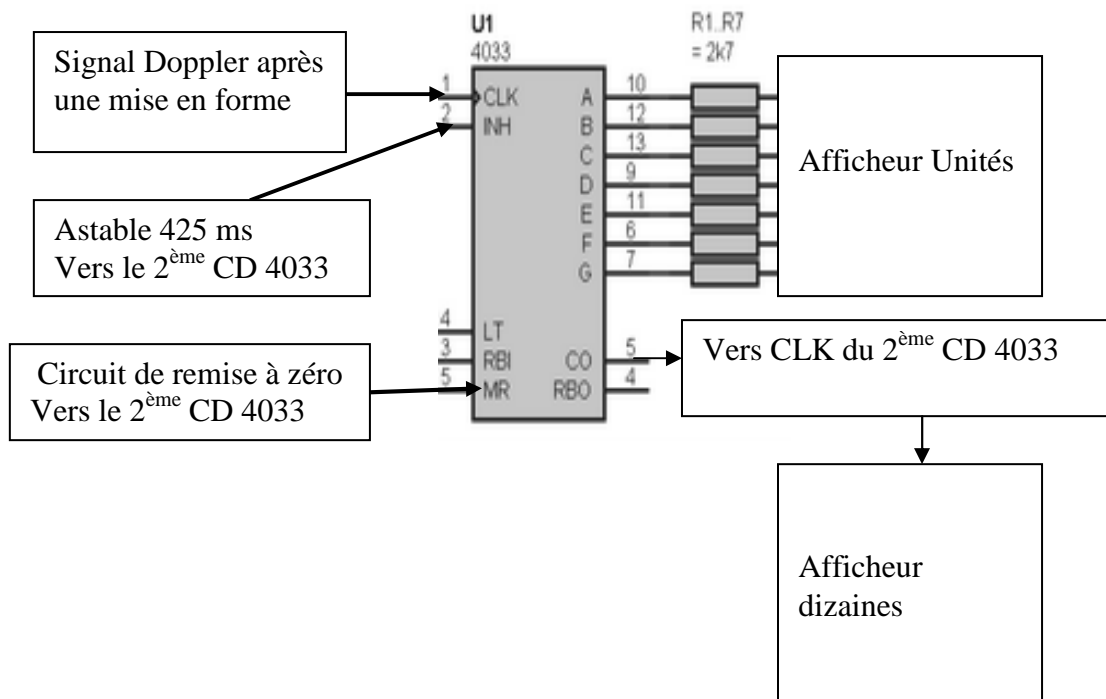 U1
4033
R1..R7
= 2k7
Signal Doppler après
une mise en forme
1
CLK
2
INH
A
10
B
12
C
13
D
9
E
11
F
6
G
7
Afficheur Unités
Astable 425 ms
Vers le 2ème CD 4033
4
LT
3
RBI
5
MR
CO
5
RBO
4
Vers CLK du 2ème CD 4033
Circuit de remise à zéro
Vers le 2ème CD 4033
Afficheur
dizaines